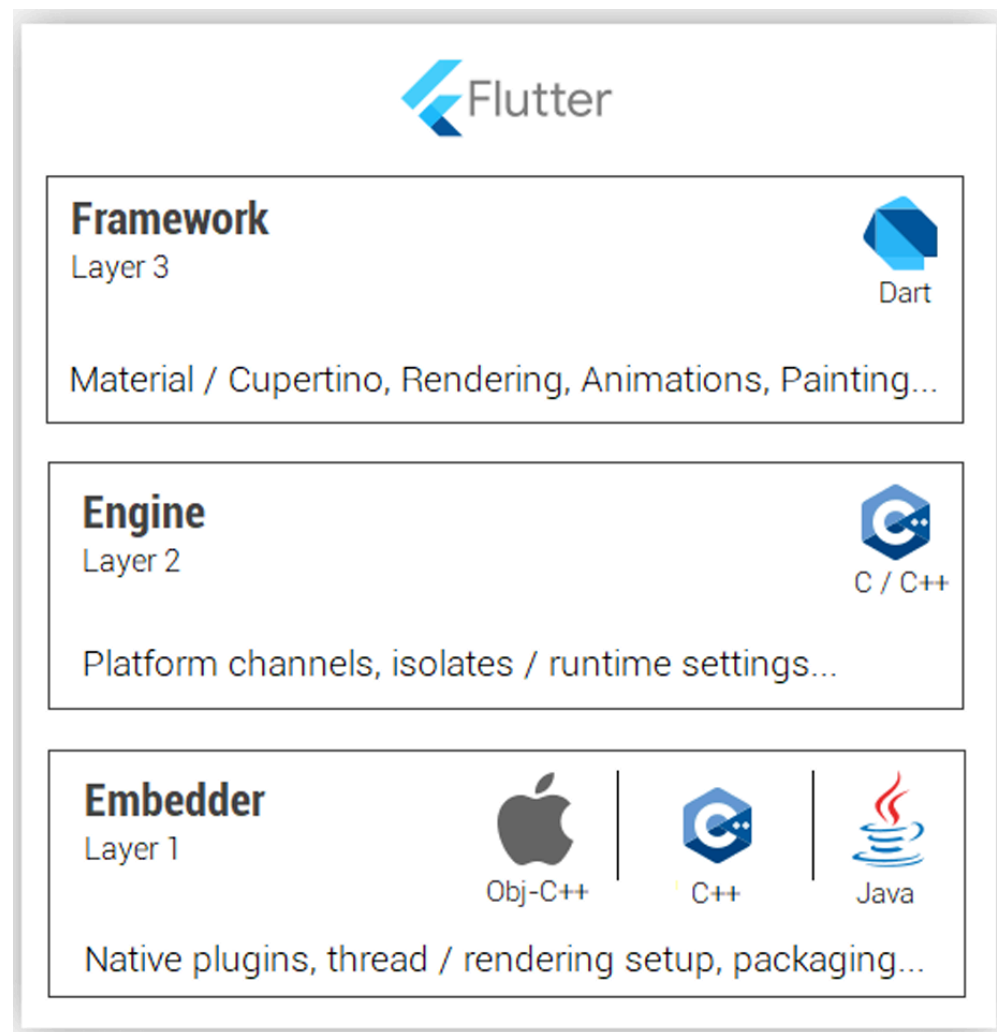 Flutter
Framework
Layer 3
Dart
Material / Cupertino, Rendering, Animations, Painting...
Engine
Layer 2
C / C++
Platform channels, isolates / runtime settings...
Embedder
Layer 1
Obj-C++
C++
Java
Native plugins, thread / rendering setup, packaging...